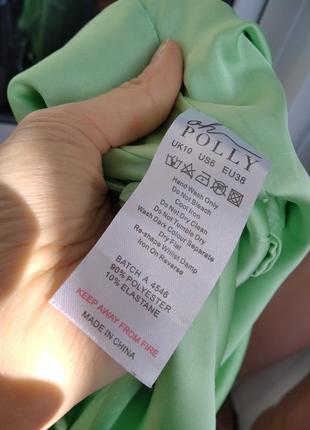 oh
POLLY
UK10 US6 EU38
Hand Wash Only
Do Not Bleach
Cool Iron
Do Not Dry Clean
Do Not Tumble Dry
Wash Dark Colour Separate
Dry Flat
Re-shape Whilst Damp
Iron On Reverse
BATCH A 4546
90% POLYESTER
10% ELASTANE
KEEP AWAY FROM FIRE
MADE IN CHINA